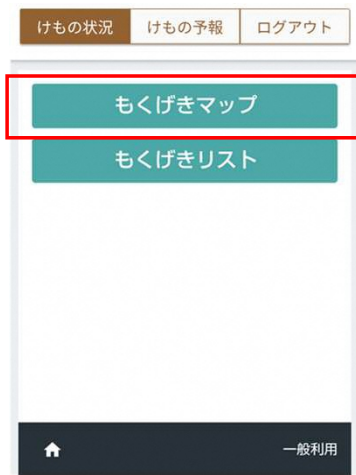 けもの状況 けもの予報 ログアウト
もくげきマップ
もくげきリスト
一般利用